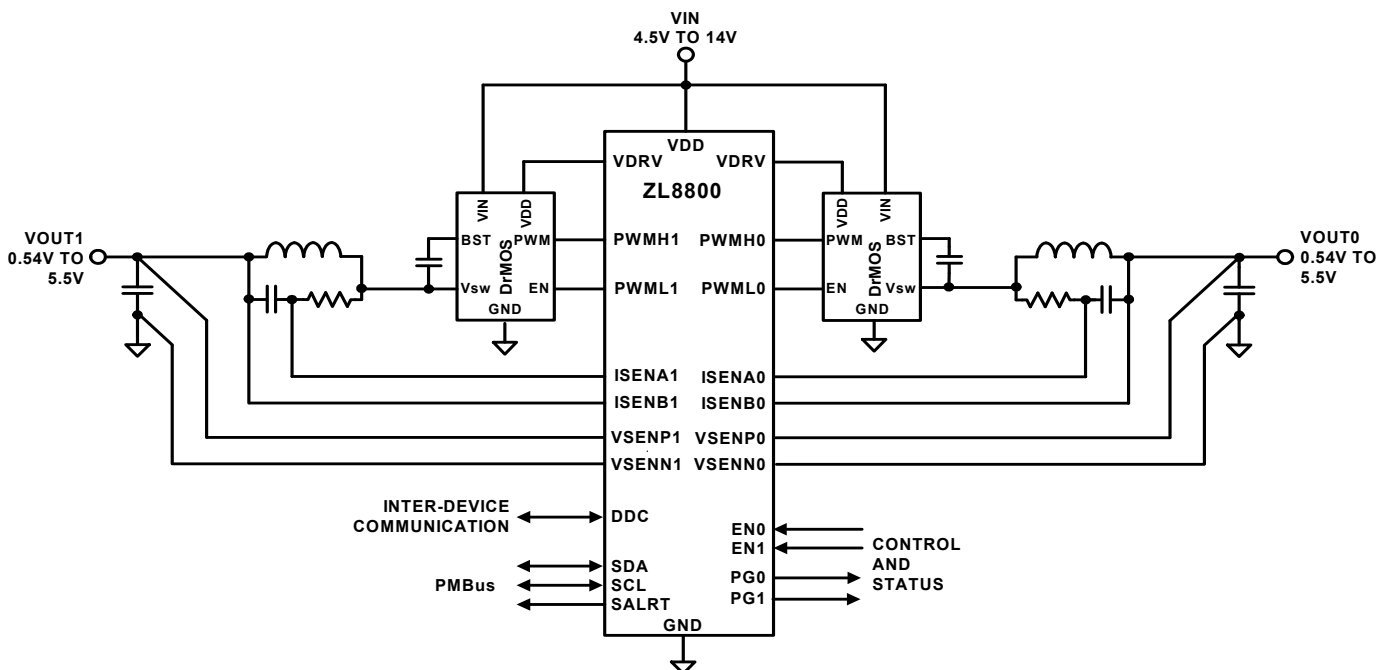 VIN
4.5V TO 14V
VDD
VDRV
VDRV
ZL8800
VIN
VDD
BST
PWM
Vsw
DrMOS
EN
GND
VDD
VIN
PWM
BST
EN
DrMOS
Vsw
GND
VOUT1
0.54V TO
5.5V
VOUT0
0.54V TO
5.5V
PWMH1
PWMH0
PWML1
PWML0
ISENA1
ISENA0
ISENB1
ISENB0
VSENP1
VSENP0
VSENN1
VSENN0
INTER-DEVICE
COMMUNICATION
DDC
EN0
EN1
CONTROL
AND
STATUS
PMBus
SDA
SCL
SALRT
PG0
PG1
GND